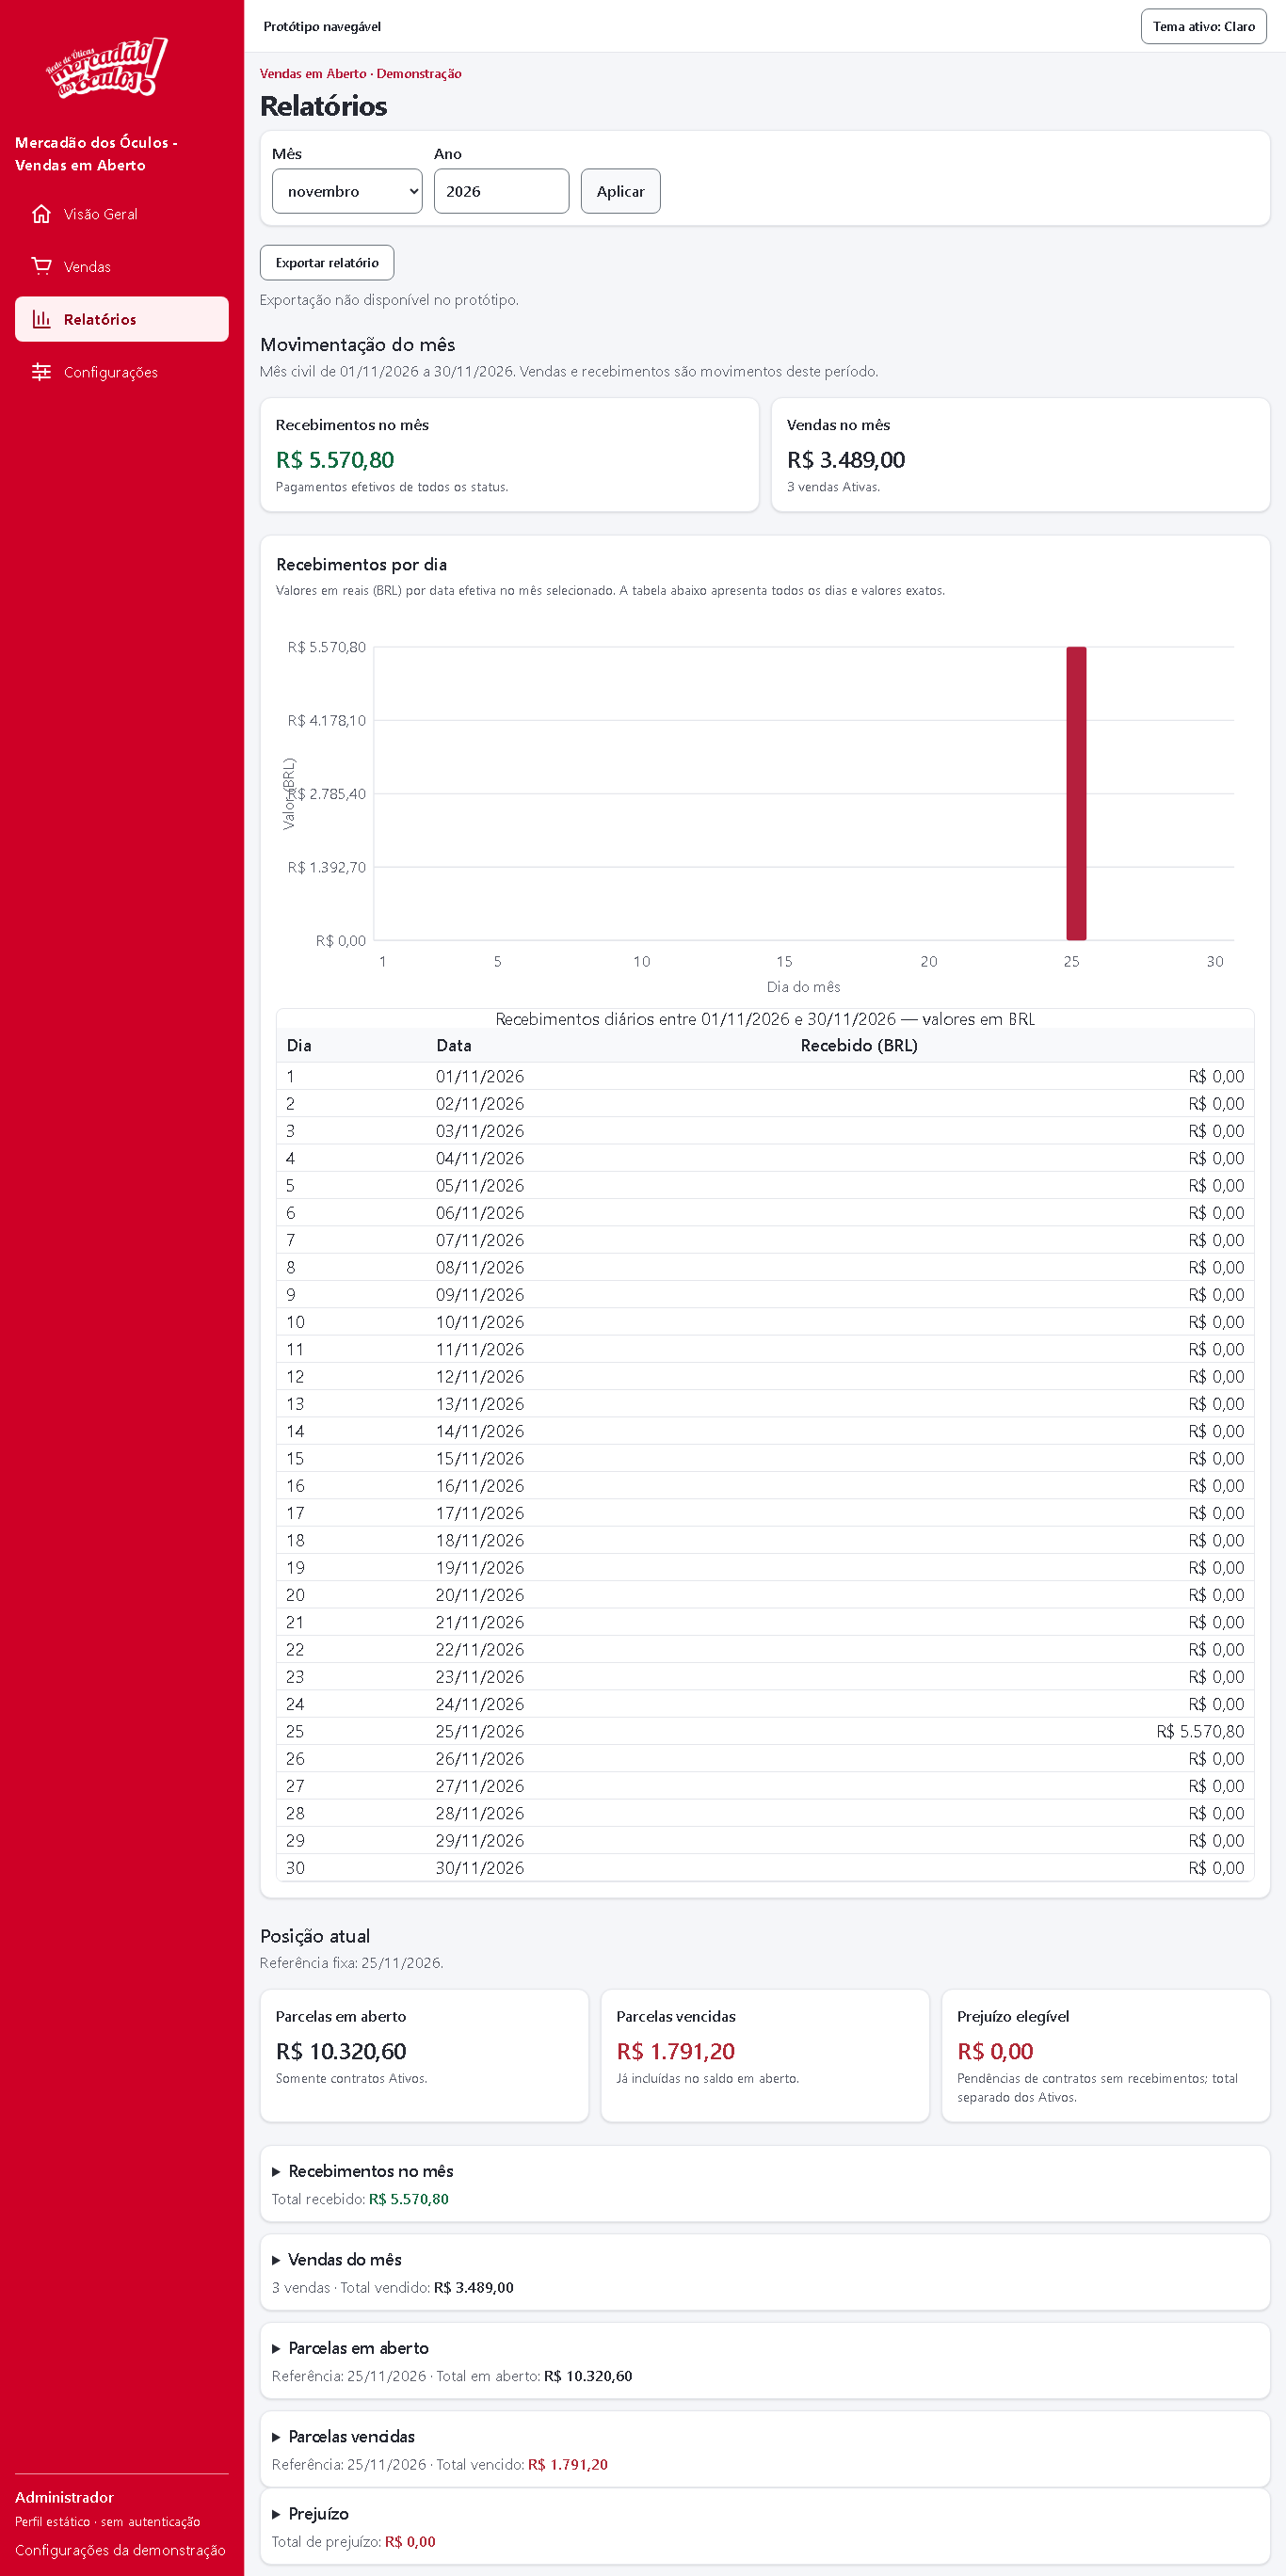 Rede de Óticas
mercadão
dos óculos!
Mercadão dos Óculos -
Vendas em Aberto
Visão Geral
Vendas
Relatórios
Configurações
Administrador
Perfil estático · sem autenticação
Configurações da demonstração
Protótipo navegável
Tema ativo: Claro
Vendas em Aberto · Demonstração
Relatórios
Mês
Ano
novembro
2026
Aplicar
Exportar relatório
Exportação não disponível no protótipo.
Movimentação do mês
Mês civil de 01/11/2026 a 30/11/2026. Vendas e recebimentos são movimentos deste período.
Recebimentos no mês
R$ 5.570,80
Pagamentos efetivos de todos os status.
Vendas no mês
R$ 3.489,00
3 vendas Ativas.
Recebimentos por dia
Valores em reais (BRL) por data efetiva no mês selecionado. A tabela abaixo apresenta todos os dias e valores exatos.
R$ 5.570,80
R$ 4.178,10
R$ 2.785,40
R$ 1.392,70
R$ 0,00
Valor (BRL)
1 5 10 15 20 25 30
Dia do mês
Recebimentos diários entre 01/11/2026 e 30/11/2026 — valores em BRL
Dia Data Recebido (BRL)
1 01/11/2026 R$ 0,00
2 02/11/2026 R$ 0,00
3 03/11/2026 R$ 0,00
4 04/11/2026 R$ 0,00
5 05/11/2026 R$ 0,00
6 06/11/2026 R$ 0,00
7 07/11/2026 R$ 0,00
8 08/11/2026 R$ 0,00
9 09/11/2026 R$ 0,00
10 10/11/2026 R$ 0,00
11 11/11/2026 R$ 0,00
12 12/11/2026 R$ 0,00
13 13/11/2026 R$ 0,00
14 14/11/2026 R$ 0,00
15 15/11/2026 R$ 0,00
16 16/11/2026 R$ 0,00
17 17/11/2026 R$ 0,00
18 18/11/2026 R$ 0,00
19 19/11/2026 R$ 0,00
20 20/11/2026 R$ 0,00
21 21/11/2026 R$ 0,00
22 22/11/2026 R$ 0,00
23 23/11/2026 R$ 0,00
24 24/11/2026 R$ 0,00
25 25/11/2026 R$ 5.570,80
26 26/11/2026 R$ 0,00
27 27/11/2026 R$ 0,00
28 28/11/2026 R$ 0,00
29 29/11/2026 R$ 0,00
30 30/11/2026 R$ 0,00
Posição atual
Referência fixa: 25/11/2026.
Parcelas em aberto
R$ 10.320,60
Somente contratos Ativos.
Parcelas vencidas
R$ 1.791,20
Já incluídas no saldo em aberto.
Prejuízo elegível
R$ 0,00
Pendências de contratos sem recebimentos; total
separado dos Ativos.
Recebimentos no mês
Total recebido: R$ 5.570,80
Vendas do mês
3 vendas · Total vendido: R$ 3.489,00
Parcelas em aberto
Referência: 25/11/2026 · Total em aberto: R$ 10.320,60
Parcelas vencidas
Referência: 25/11/2026 · Total vencido: R$ 1.791,20
Prejuízo
Total de prejuízo: R$ 0,00